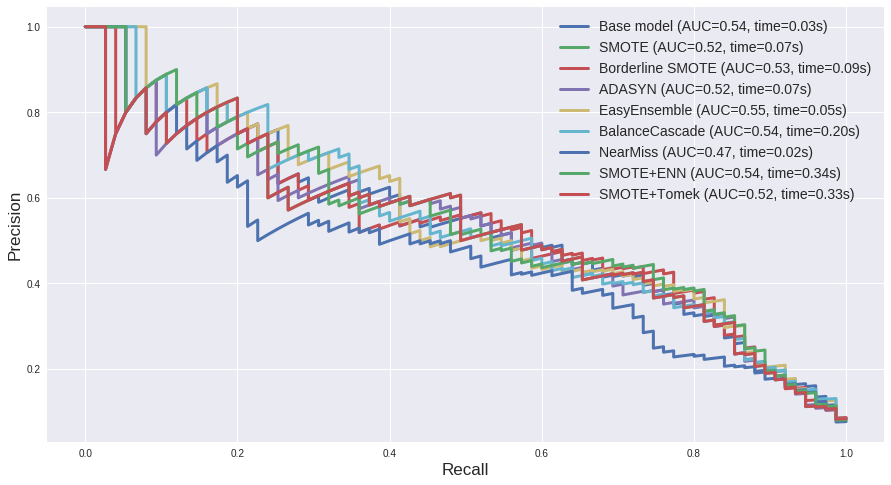 1.0
0.8
0.6
0.4
0.2
Precision
Base model (AUC=0.54, time=0.03s)
SMOTE (AUC=0.52, time=0.07s)
Borderline SMOTE (AUC=0.53, time=0.09s)
ADASYN (AUC=0.52, time=0.07s)
EasyEnsemble (AUC=0.55, time=0.05s)
BalanceCascade (AUC=0.54, time=0.20s)
NearMiss (AUC=0.47, time=0.02s)
SMOTE+ENN (AUC=0.54, time=0.34s)
SMOTE+Tomek (AUC=0.52, time=0.33s)
0.0 0.2 0.4 0.6 0.8 1.0
Recall